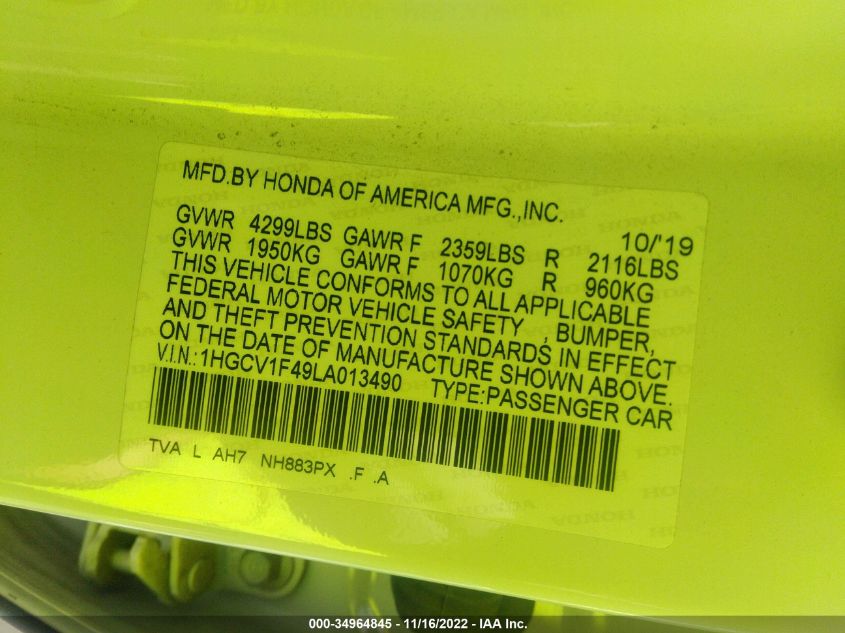 MFD.BY HONDA OF AMERICA MFG.,INC.
10/'19
GVWR 4299LBS GAWR F 2359LBS R 2116LBS
GVWR 1950KG GAWR F 1070KG R 960KG
THIS VEHICLE CONFORMS TO ALL APPLICABLE
FEDERAL MOTOR VEHICLE SAFETY , BUMPER,
AND THEFT PREVENTION STANDARDS IN EFFECT
ON THE DATE OF MANUFACTURE SHOWN ABOVE.
V.I.N.:1HGCV1F49LA013490 TYPE:PASSENGER CAR
TVA L AH7 NH883PX .F .A
000-34964845 - 11/16/2022 - IAA Inc.